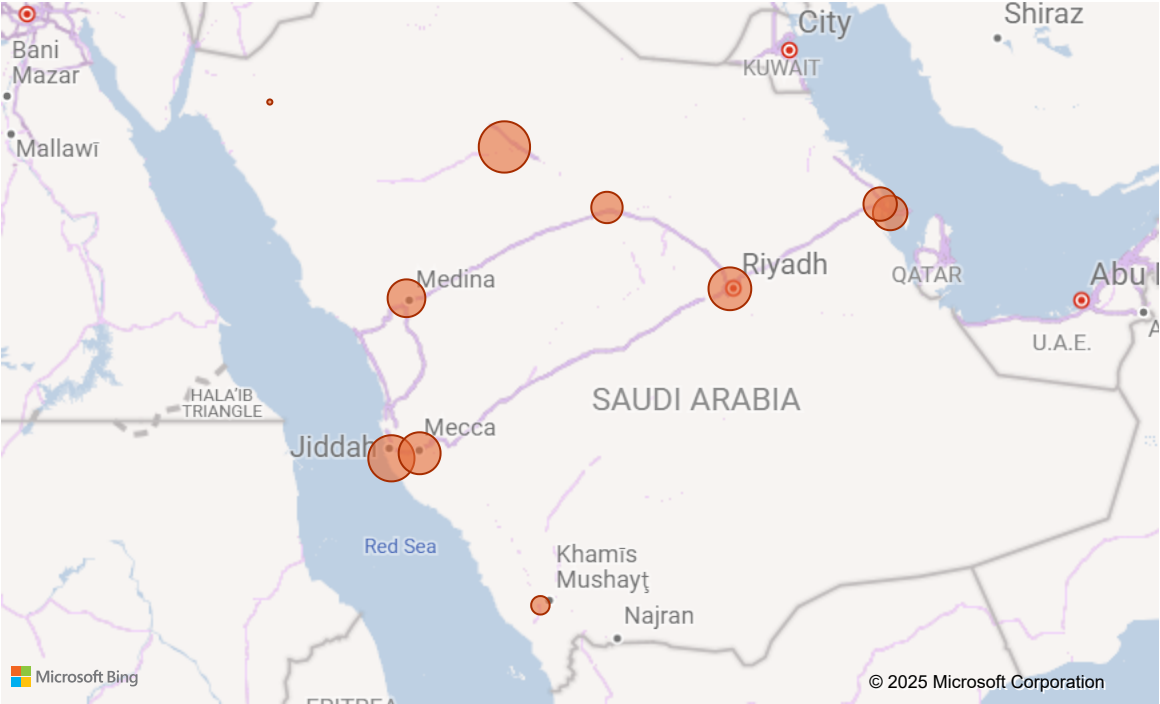 City
Shiraz
KUWAIT
Bani
Mazar
Mallawī
Medina
Riyadh
QATAR
Abu
U.A.E.
A
HALA'IB
TRIANGLE
SAUDI ARABIA
Mecca
Jiddah
Red Sea
Khamīs
Mushayţ
Najran
Microsoft Bing
© 2025 Microsoft Corporation
ERITREA